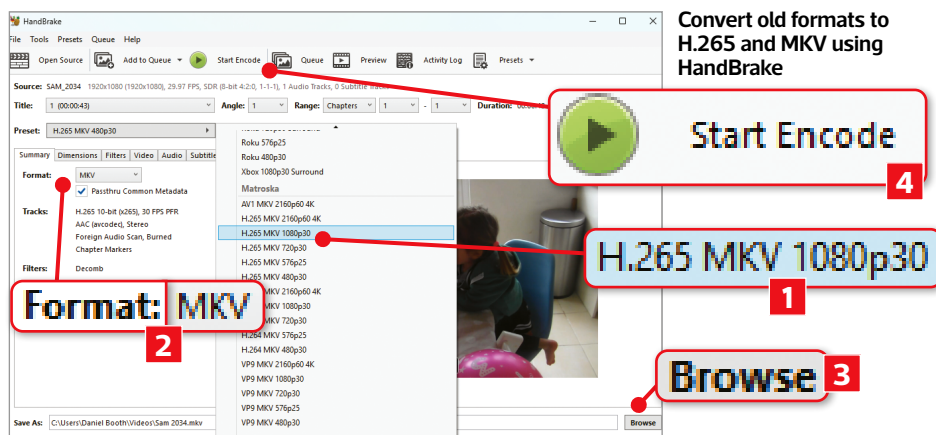 HandBrake
File Tools Presets Queue Help
Open Source Add to Queue Start Encode Queue Preview Activity Log Presets
Convert old formats to
H.265 and MKV using
HandBrake
Source: SAM_2034 1920x1080 (1920x1080), 29.97 FPS, SDR (8-bit 4:2:0, 1-1-1), 1 Audio Tracks, 0 Subtitle
Title: 1 (00:00:43) Angle: 1 Range: Chapters 1 - 1 Duration:
Start Encode
4
Preset: H.265 MKV 480p30
Summary Dimensions Filters Video Audio Subtitle
Format: MKV
Passthru Common Metadata
Tracks: H.265 10-bit (x265), 30 FPS PFR
AAC (avcodec), Stereo
Foreign Audio Scan, Burned
Chapter Markers
Filters: Decomb
Roku 576p25
Roku 480p30
Xbox 1080p30 Surround
Matroska
AV1 MKV 2160p60 4K
H.265 MKV 2160p60 4K
H.265 MKV 1080p30
H.265 MKV 720p30
H.265 MKV 576p25
H.265 MKV 480p30
MKV 2160p60 4K
MKV 1080p30
MKV 720p30
H.264 MKV 576p25
H.264 MKV 480p30
VP9 MKV 2160p60 4K
VP9 MKV 1080p30
VP9 MKV 720p30
VP9 MKV 576p25
VP9 MKV 480p30
H.265 MKV 1080p30
1
Format: MKV
2
Browse 3
Save As: C:\Users\Daniel Booth\Videos\Sam 2034.mkv Browse